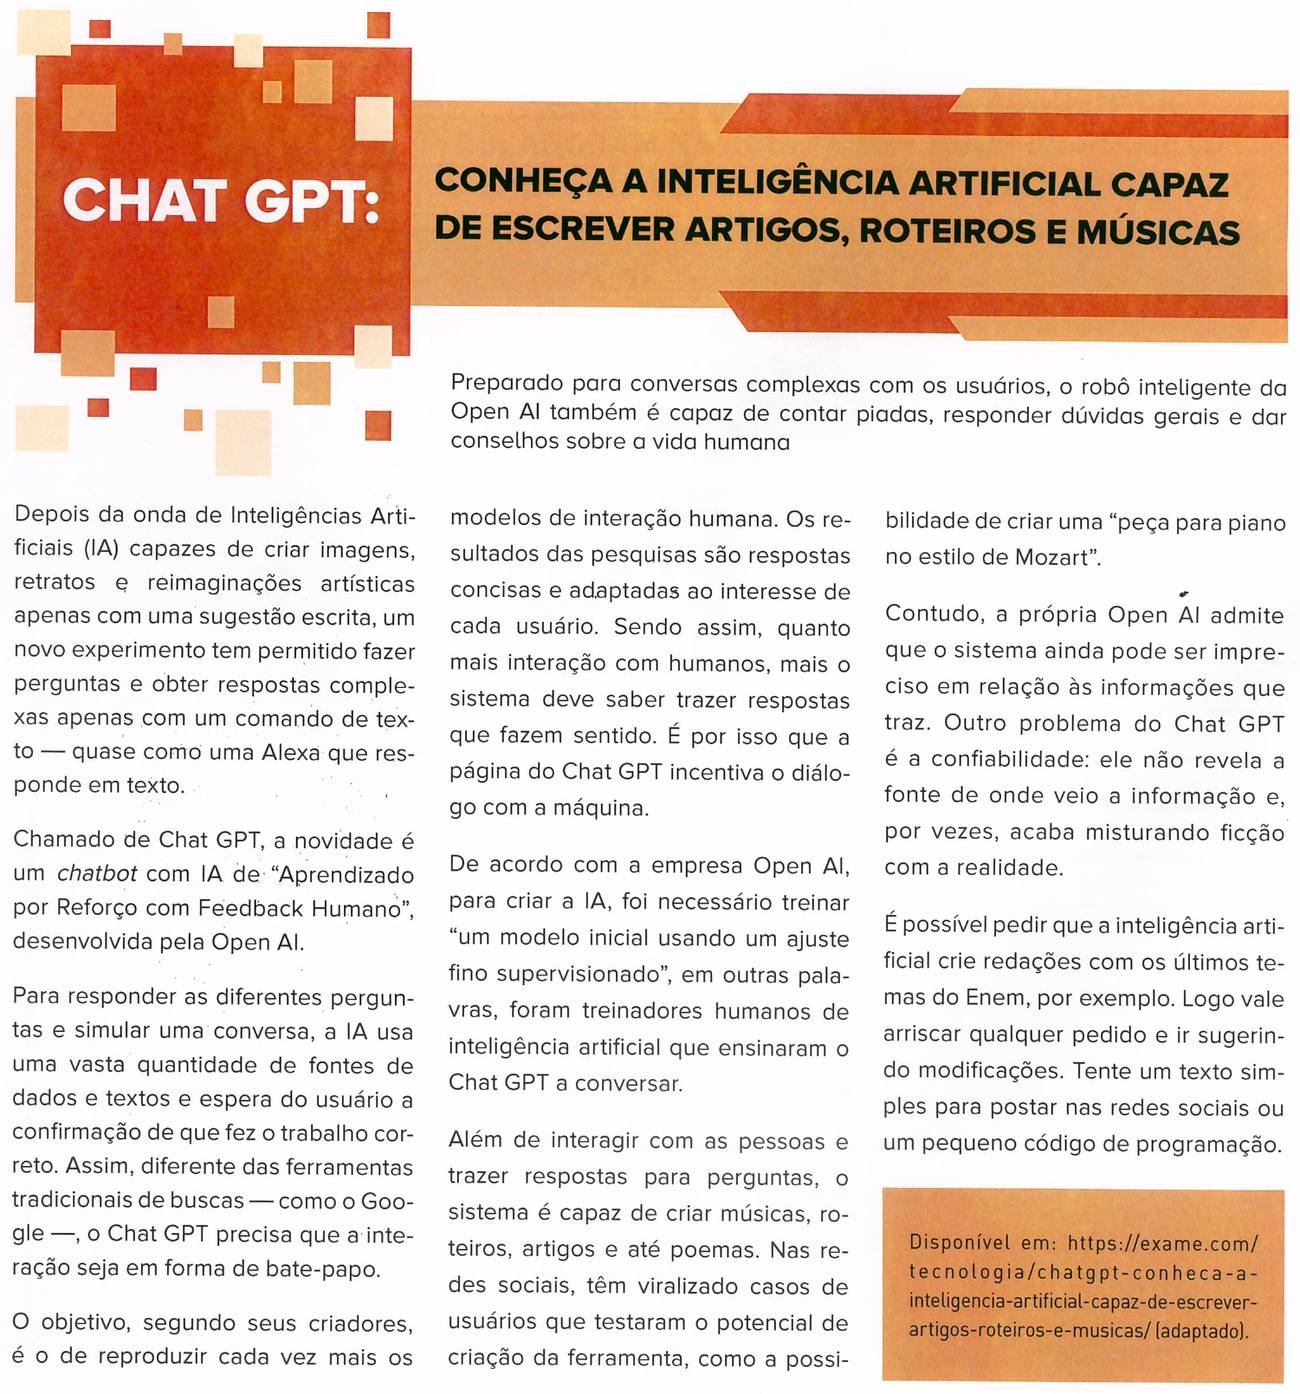 CHAT GPT:
CONHEÇA A INTELIGÊNCIA ARTIFICIAL CAPAZ
DE ESCREVER ARTIGOS, ROTEIROS E MÚSICAS
Preparado para conversas complexas com os usuários, o robô inteligente da
Open AI também é capaz de contar piadas, responder dúvidas gerais e dar
conselhos sobre a vida humana
Depois da onda de Inteligências Arti-
ficiais (IA) capazes de criar imagens,
retratos e reimaginações artísticas
apenas com uma sugestão escrita, um
novo experimento tem permitido fazer
perguntas e obter respostas comple-
xas apenas com um comando de tex-
to — quase como uma Alexa que res-
ponde em texto.
Chamado de Chat GPT, a novidade é
um chatbot com IA de “Aprendizado
por Reforço com Feedback Humano”,
desenvolvida pela Open AI.
Para responder as diferentes pergun-
tas e simular uma conversa, a IA usa
uma vasta quantidade de fontes de
dados e textos e espera do usuário a
confirmação de que fez o trabalho cor-
reto. Assim, diferente das ferramentas
tradicionais de buscas — como o Goo-
gle —, o Chat GPT precisa que a inte-
ração seja em forma de bate-papo.
O objetivo, segundo seus criadores,
é o de reproduzir cada vez mais os
modelos de interação humana. Os re-
sultados das pesquisas são respostas
concisas e adaptadas ao interesse de
cada usuário. Sendo assim, quanto
mais interação com humanos, mais o
sistema deve saber trazer respostas
que fazem sentido. É por isso que a
página do Chat GPT incentiva o diálo-
go com a máquina.
De acordo com a empresa Open AI,
para criar a IA, foi necessário treinar
“um modelo inicial usando um ajuste
fino supervisionado”, em outras pala-
vras, foram treinadores humanos de
inteligência artificial que ensinaram o
Chat GPT a conversar.
Além de interagir com as pessoas e
trazer respostas para perguntas, o
sistema é capaz de criar músicas, ro-
teiros, artigos e até poemas. Nas re-
des sociais, têm viralizado casos de
usuários que testaram o potencial de
criação da ferramenta, como a possi-
bilidade de criar uma “peça para piano
no estilo de Mozart”.
Contudo, a própria Open AI admite
que o sistema ainda pode ser impre-
ciso em relação às informações que
traz. Outro problema do Chat GPT
é a confiabilidade: ele não revela a
fonte de onde veio a informação e,
por vezes, acaba misturando ficção
com a realidade.
É possível pedir que a inteligência arti-
ficial crie redações com os últimos te-
mas do Enem, por exemplo. Logo vale
arriscar qualquer pedido e ir sugerin-
do modificações. Tente um texto sim-
ples para postar nas redes sociais ou
um pequeno código de programação.
Disponível em: https://exame.com/
tecnologia/chatgpt-conheca-a-
inteligencia-artificial-capaz-de-escrever-
artigos-roteiros-e-musicas/ (adaptado).